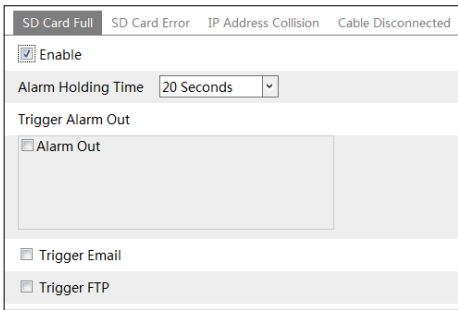 SD Card Full SD Card Error IP Address Collision Cable Disconnected
Enable
Alarm Holding Time 20 Seconds
Trigger Alarm Out
Alarm Out
Trigger Email
Trigger FTP